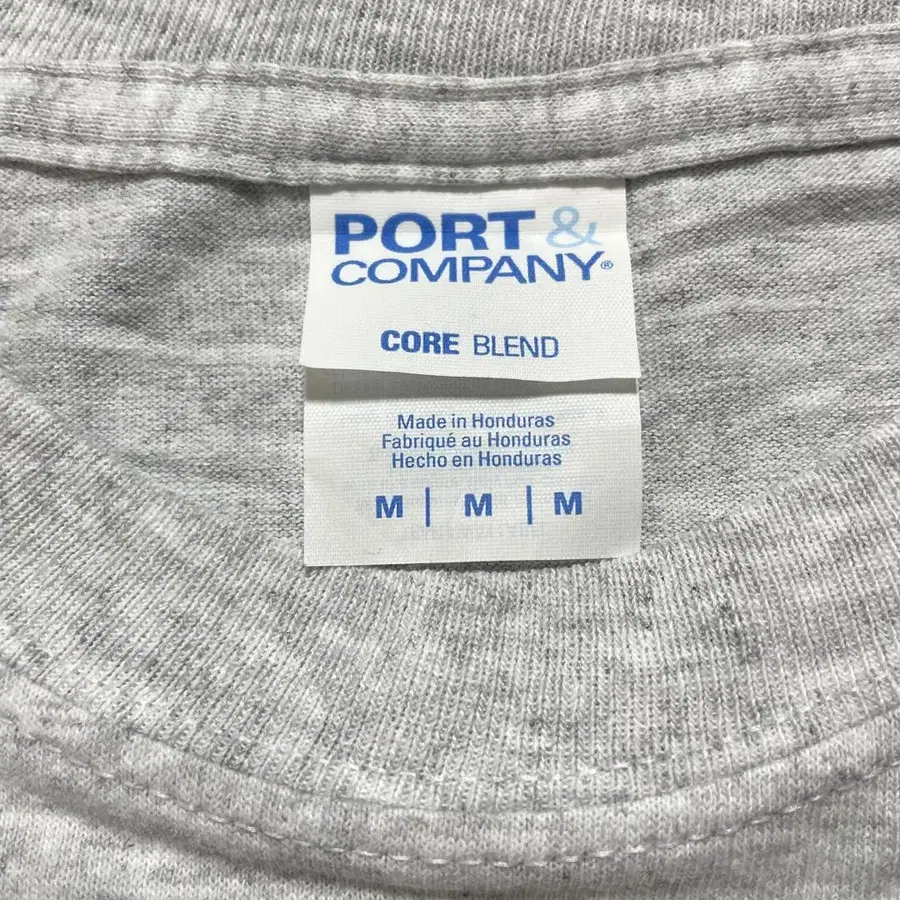 PORT &
COMPANY®
CORE BLEND
Made in Honduras
Fabriqué au Honduras
Hecho en Honduras
M | M | M